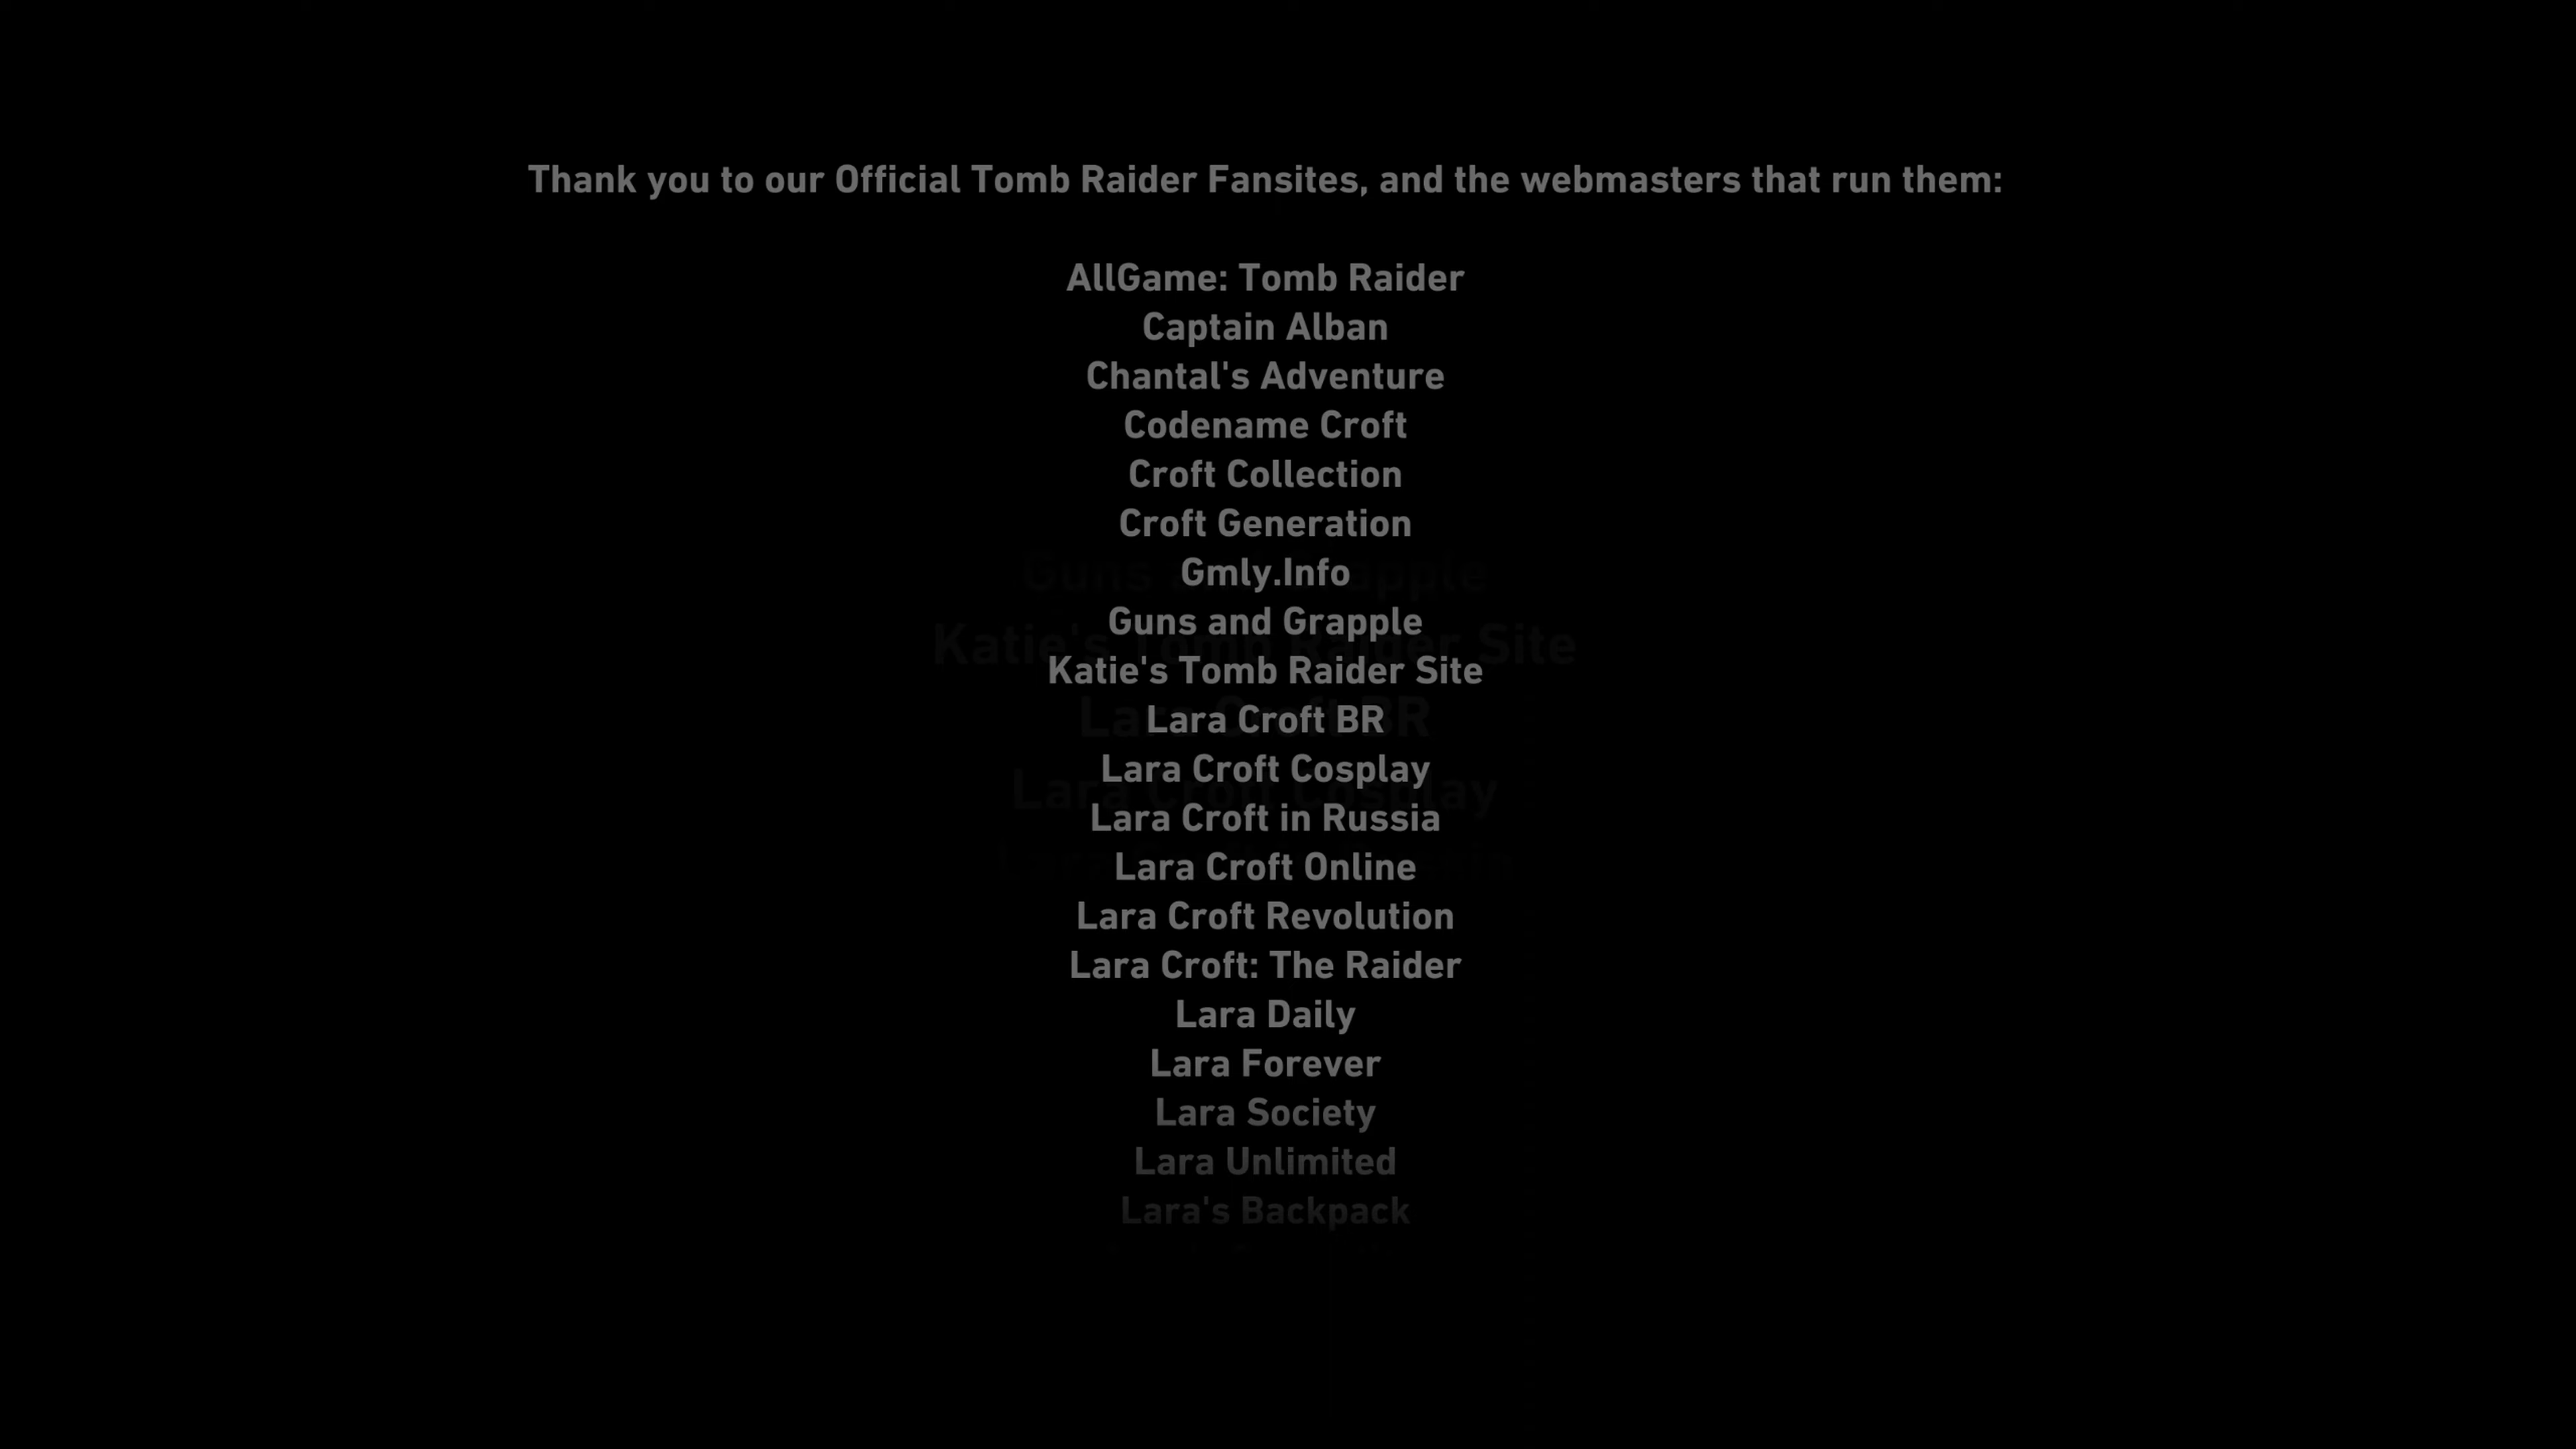 Thank you to our Official Tomb Raider Fansites, and the webmasters that run them:
AllGame: Tomb Raider
Captain Alban
Chantal's Adventure
Codename Croft
Croft Collection
Croft Generation
Gmly.Info
Guns and Grapple
Katie's Tomb Raider Site
Lara Croft BR
Lara Croft Cosplay
Lara Croft in Russia
Lara Croft Online
Lara Croft Revolution
Lara Croft: The Raider
Lara Daily
Lara Forever
Lara Society
Lara Unlimited
Lara's Backpack